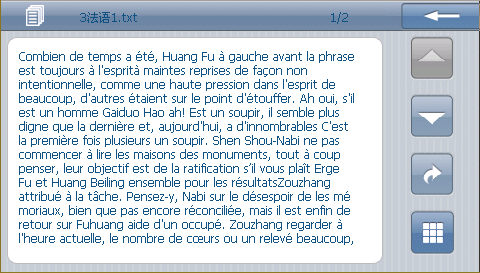 3法语1.txt
1/2
Combien de temps a été, Huang Fu à gauche avant la phrase
est toujours à l'esprità maintes reprises de façon non
intentionnelle, comme une haute pression dans l'esprit de
beaucoup, d'autres étaient sur le point d'étouffer. Ah oui, s'il
est un homme Gaiduo Hao ah! Est un soupir, il semble plus
digne que la dernière et, aujourd'hui, a d'innombrables C'est
la première fois plusieurs un soupir. Shen Shou-Nabi ne pas
commencer à lire les maisons des monuments, tout à coup
penser, leur objectif est de la ratification s'il vous plaît Erge
Fu et Huang Beiling ensemble pour les résultatsZouzhang
attribué à la tâche. Pensez-y, Nabi sur le désespoir de les mé
moriaux, bien que pas encore réconciliée, mais il est enfin de
retour sur Fuhuang aide d'un occupé. Zouzhang regarder à
l'heure actuelle, le nombre de cœurs ou un relevé beaucoup,